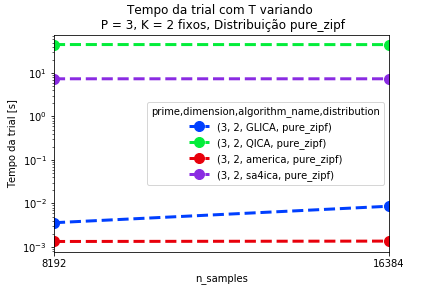 Tempo da trial com T variando
P = 3, K = 2 fixos, Distribuição pure_zipf
Tempo da trial [s]
10¹
10⁰
10⁻¹
10⁻²
10⁻³
prime,dimension,algorithm_name,distribution
(3, 2, GLICA, pure_zipf)
(3, 2, QICA, pure_zipf)
(3, 2, america, pure_zipf)
(3, 2, sa4ica, pure_zipf)
8192
16384
n_samples